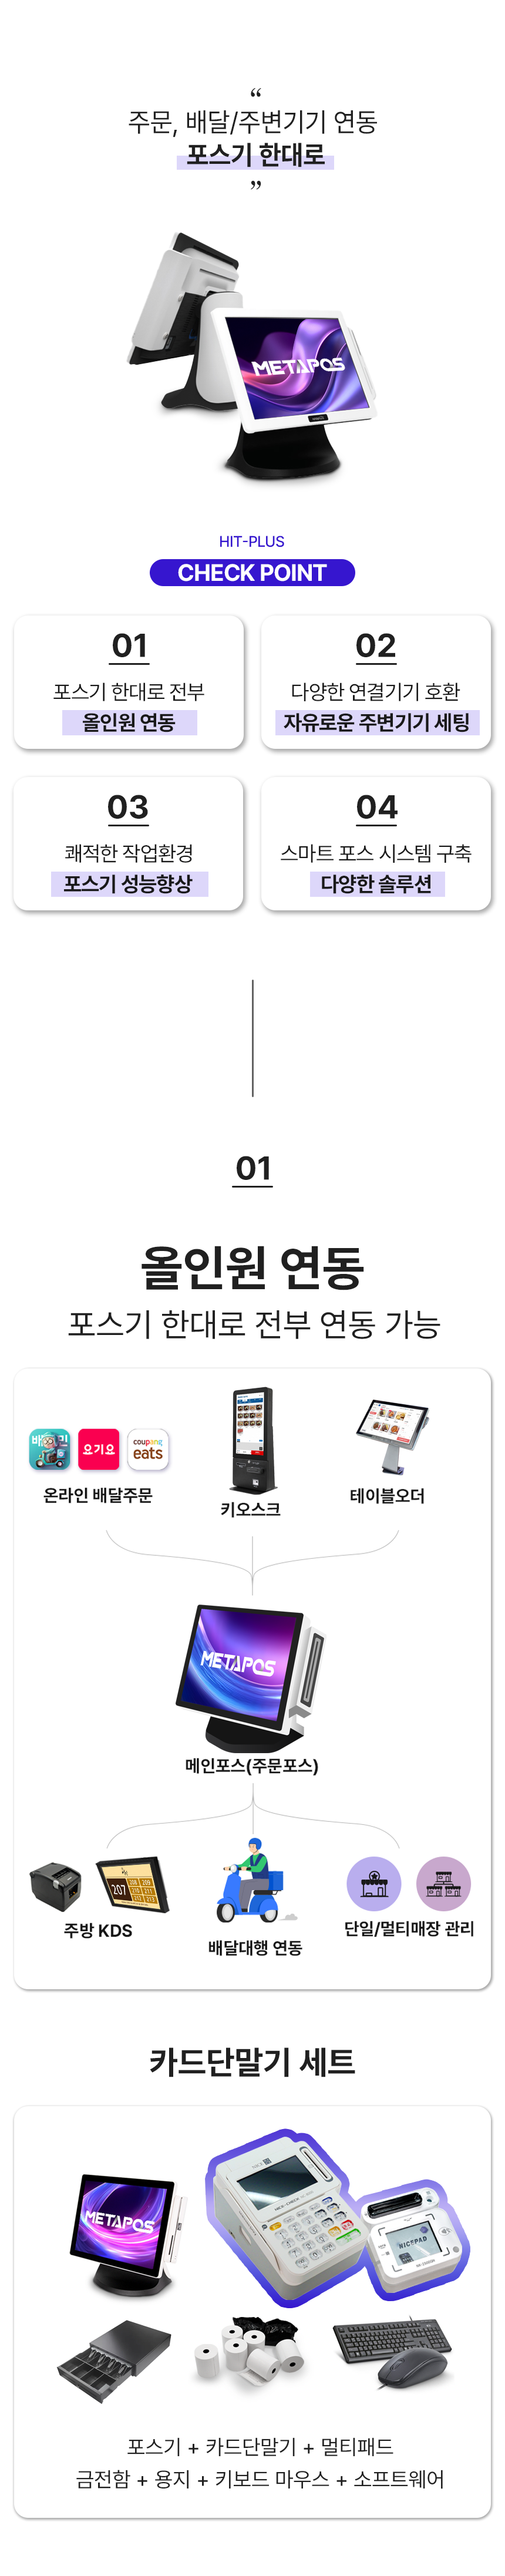 “
주문, 배달/주변기기 연동
포스기 한대로
”
METAPOS
HIT-PLUS
CHECK POINT
01
포스기 한대로 전부
올인원 연동
02
다양한 연결기기 호환
자유로운 주변기기 세팅
03
쾌적한 작업환경
포스기 성능향상
04
스마트 포스 시스템 구축
다양한 솔루션
01
올인원 연동
포스기 한대로 전부 연동 가능
요기요
coupang
eats
온라인 배달주문
키오스크
테이블오더
METAPOS
메인포스(주문포스)
207
주방 KDS
배달대행 연동
단일/멀티매장 관리
카드단말기 세트
METAPOS
NICEPAD
포스기 + 카드단말기 + 멀티패드
금전함 + 용지 + 키보드 마우스 + 소프트웨어